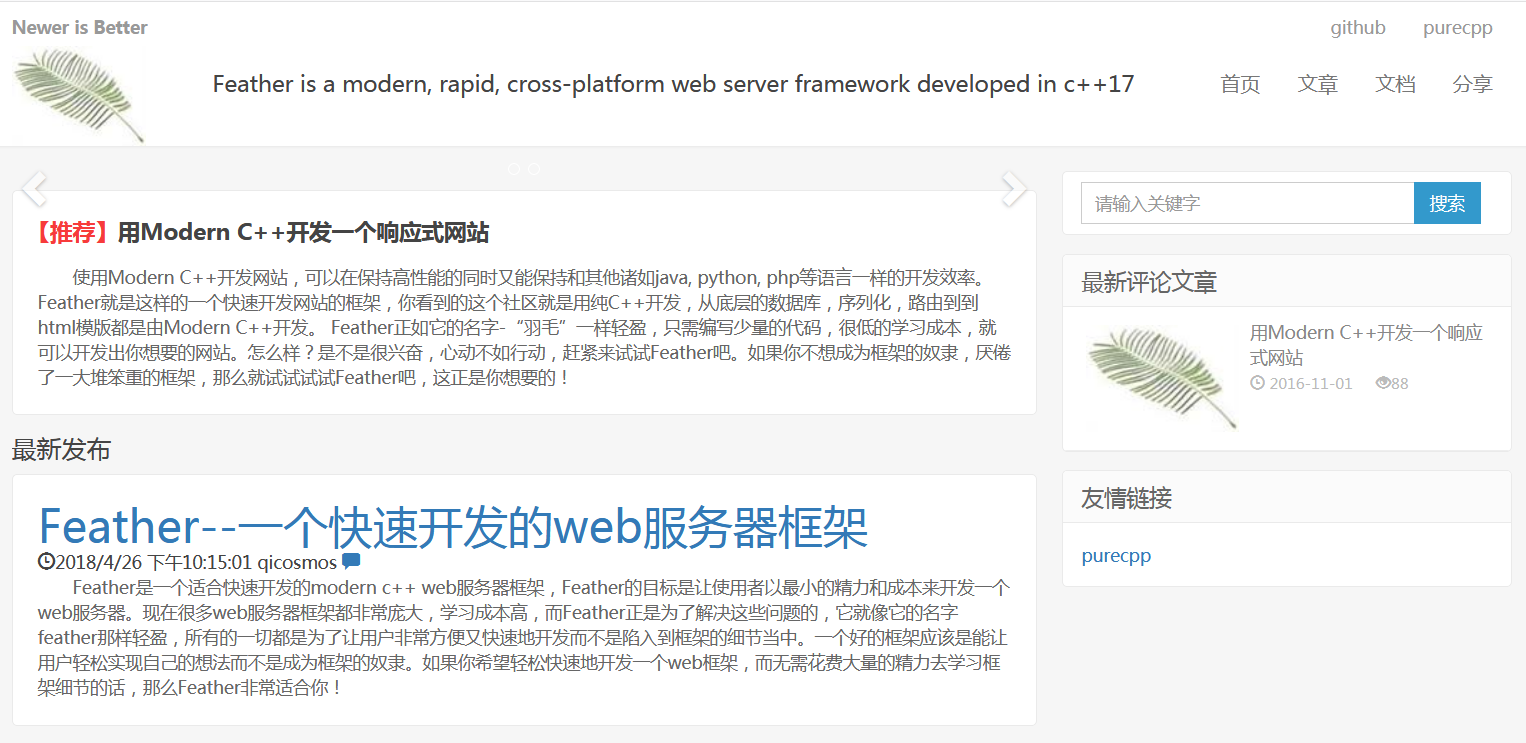 Newer is Better
github purecpp
Feather is a modern, rapid, cross-platform web server framework developed in c++17
首页 文章 文档 分享
【推荐】用Modern C++开发一个响应式网站
使用Modern C++开发网站，可以在保持高性能的同时又能保持和其他诸如java, python, php等语言一样的开发效率。
Feather就是这样的一个快速开发网站的框架，你看到的这个社区就是用纯C++开发，从底层的数据库，序列化，路由到到
html模版都是由Modern C++开发。 Feather正如它的名字-“羽毛”一样轻盈，只需编写少量的代码，很低的学习成本，就
可以开发出你想要的网站。怎么样？是不是很兴奋，心动不如行动，赶紧来试试Feather吧。如果你不想成为框架的奴隶，厌倦
了一大堆笨重的框架，那么就试试试试Feather吧，这正是你想要的！
最新发布
Feather--一个快速开发的web服务器框架
2018/4/26 下午10:15:01 qicosmos
Feather是一个适合快速开发的modern c++ web服务器框架，Feather的目标是让使用者以最小的精力和成本来开发一个
web服务器。现在很多web服务器框架都非常庞大，学习成本高，而Feather正是为了解决这些问题的，它就像它的名字
feather那样轻盈，所有的一切都是为了让用户非常方便又快速地开发而不是陷入到框架的细节当中。一个好的框架应该是能让
用户轻松实现自己的想法而不是成为框架的奴隶。如果你希望轻松快速地开发一个web框架，而无需花费大量的精力去学习框
架细节的话，那么Feather非常适合你！
请输入关键字 搜索
最新评论文章
用Modern C++开发一个响应
式网站
2016-11-01 88
友情链接
purecpp